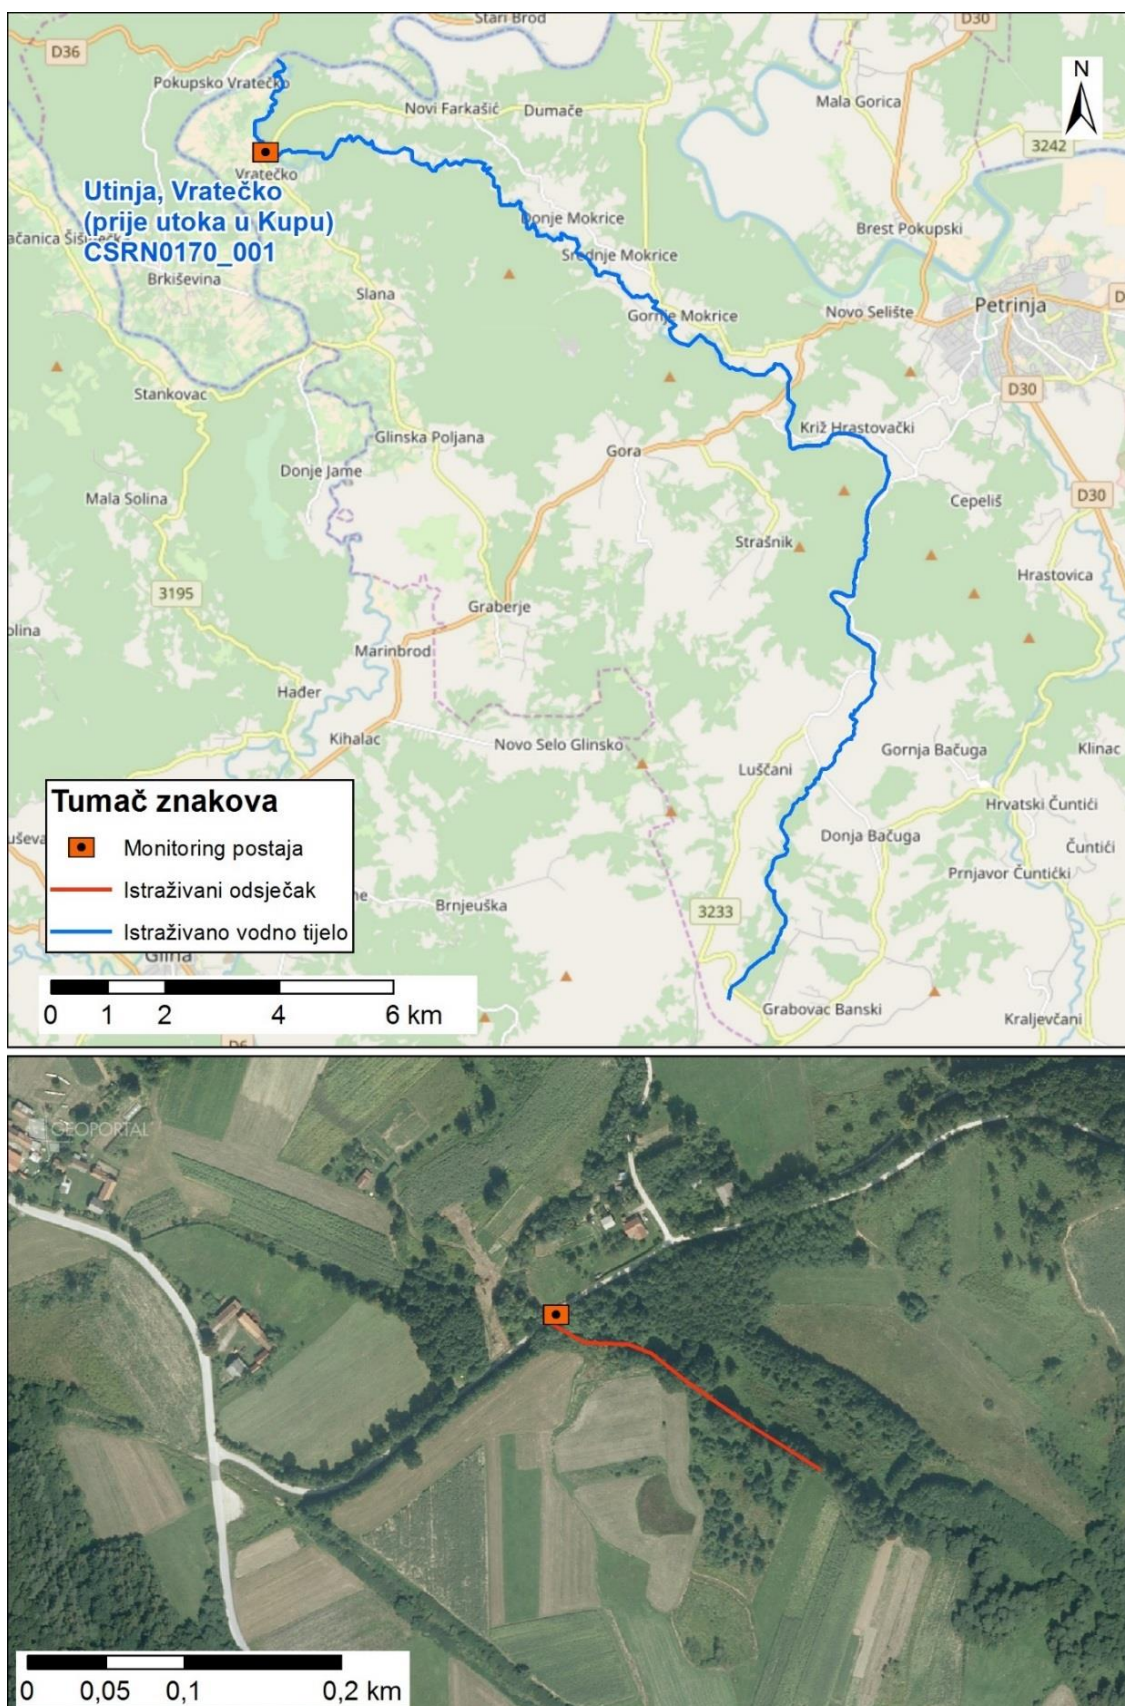 Stari Brod
D30
D36
Pokupsko Vratečko
Novi Farkašić
Dumače
Mala Gorica
N
3242
Vratečko
Utinja, Vratečko
(prije utoka u Kupu)
CSRN0170_001
Donje Mokrice
Brest Pokupski
Srednje Mokrice
Brkiševina
Slana
Gornje Mokrice
Novo Selište
Petrinja
Stankovac
D30
Križ Hrastovački
Glinska Poljana
Gora
Donje Jame
Mala Solina
Cepeliš
D30
Strašnik
Hrastovica
3195
Graberje
Marinbrod
Hađer
Kihalac
Novo Selo Glinsko
Gornja Bačuga
Klinac
Luščani
Hrvatski Čuntići
Donja Bačuga
Čuntići
Prnjavor Čuntićki
Tumač znakova
Monitoring postaja
Istraživani odsječak
Istraživano vodno tijelo
Brnjeuška
3233
Glina
Grabovac Banski
Kraljevčani
0 1 2 4 6 km
D6
GEOPORTAL
0 0,05 0,1 0,2 km